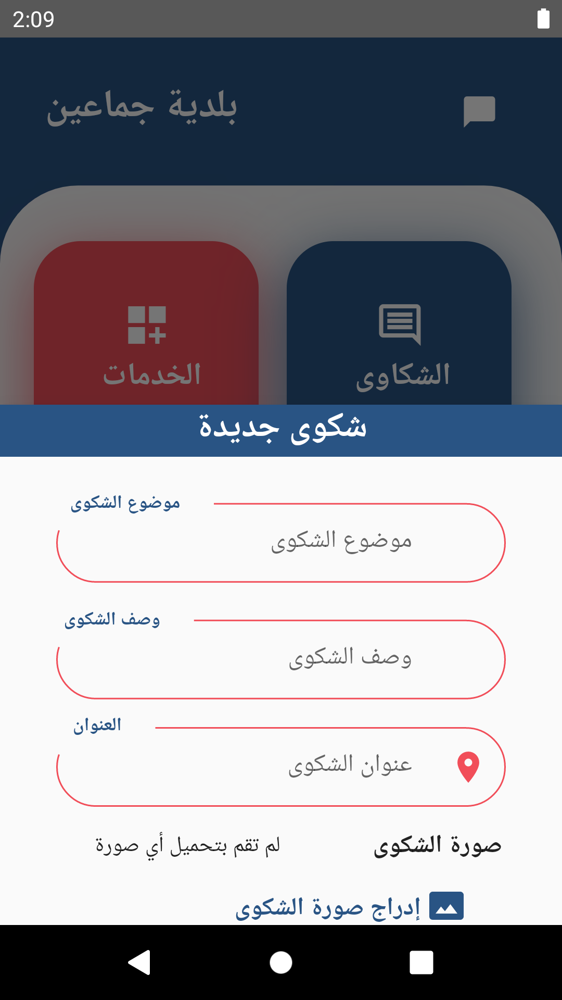 2:09
بلدية جماعين
الشكاوى
الخدمات
شكوى جديدة
موضوع الشكوى
موضوع الشكوى
وصف الشكوى
وصف الشكوى
العنوان
عنوان الشكوى
صورة الشكوى
لم تقم بتحميل أي صورة
إدراج صورة الشكوى